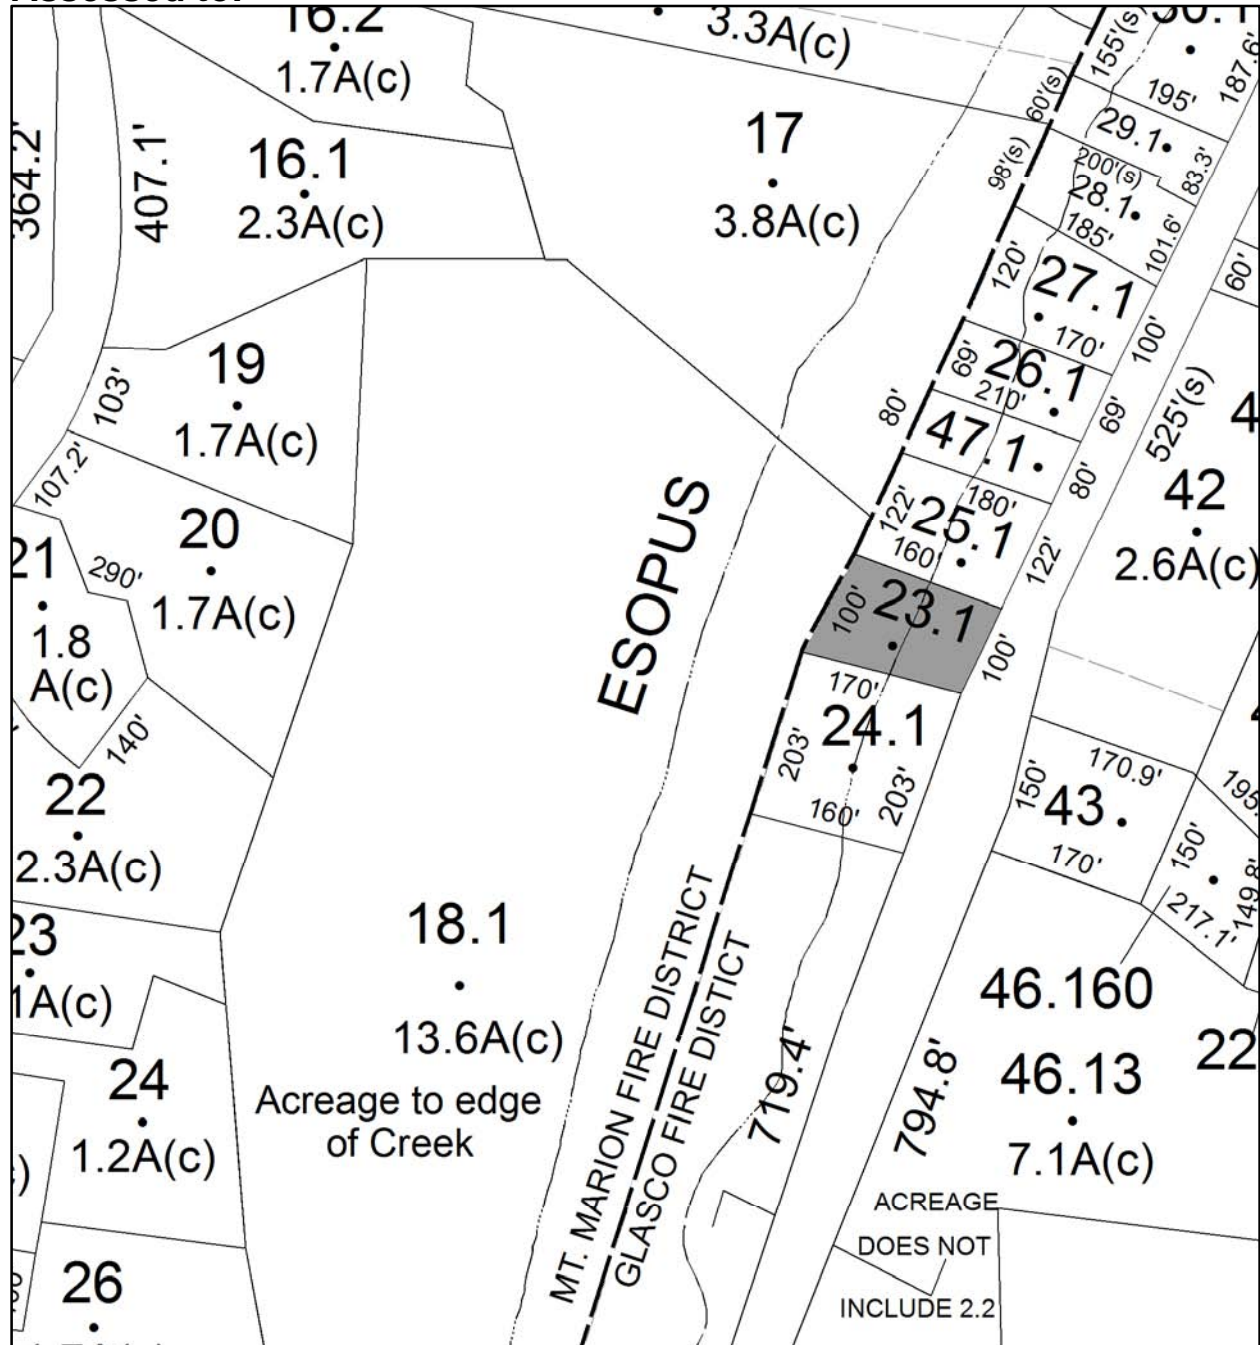 16.2
1.7A(c)
3.3A(c)
155'(s)
195'
187.6'
60'(s)
29.1
83.3'
98'(s)
200'(s)
28.1
185'
101.6'
364.2'
407.1'
16.1
2.3A(c)
17
3.8A(c)
120'
27.1
170'
100'
60'
69'
26.1
210'
69'
525'(s)
19
1.7A(c)
103'
80'
47.1
80'
42
2.6A(c)
107.2'
122'
180'
25.1
160'
122'
20
1.7A(c)
290'
21
1.8
A(c)
140'
ESOPUS
100'
23.1
100'
170'
24.1
203'
203'
160'
170.9'
150'
43
170'
150'
217.1'
149.8'
22
2.3A(c)
18.1
13.6A(c)
Acreage to edge
of Creek
23
1A(c)
24
1.2A(c)
26
MT. MARION FIRE DISTRICT
GLASCO FIRE DISTICT
719.4'
794.8'
46.160
22
46.13
7.1A(c)
ACREAGE
DOES NOT
INCLUDE 2.2